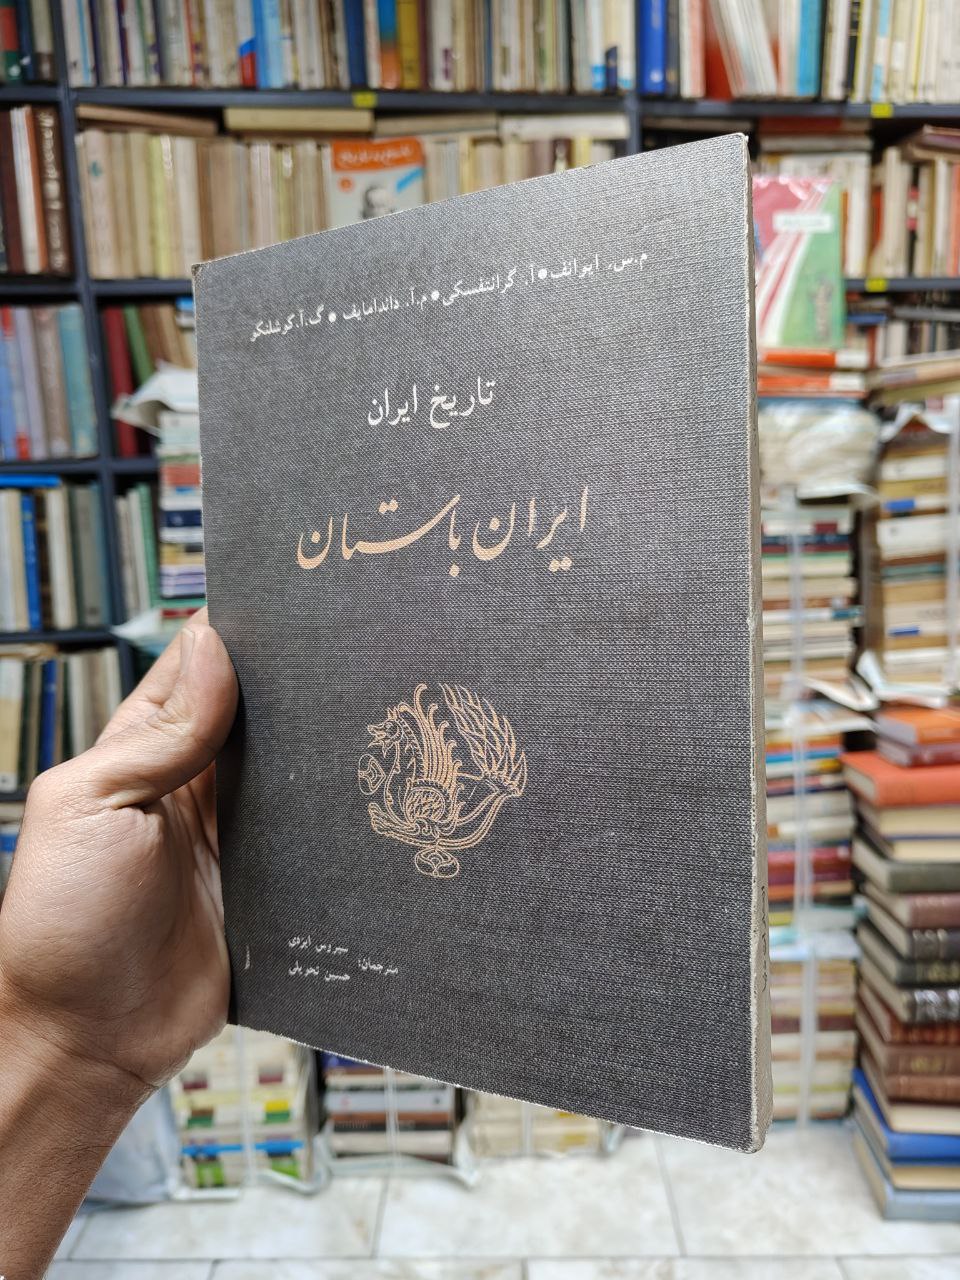 م.س. ایوانف • آ. گرانتفسکی • م.آ. داندامایف • گ.آ.کوشلنکو
تاریخ ایران
ایران باستان
مترجمان:
سیروس ایزدی
حسین تحویلی